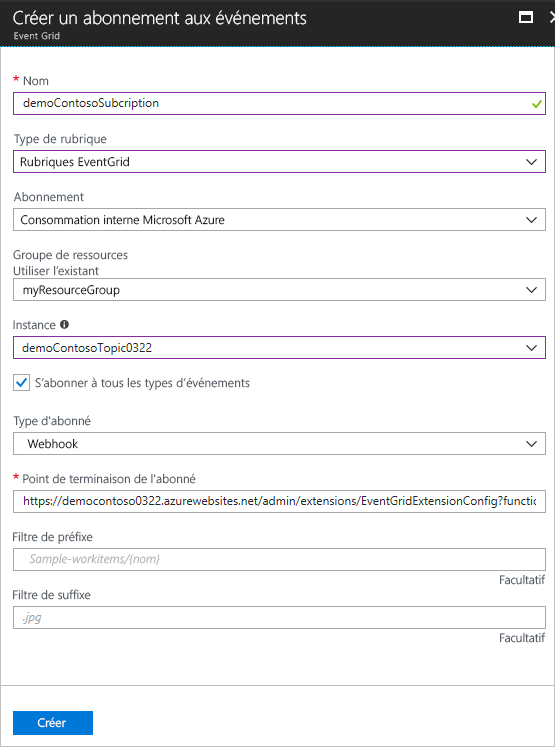 Créer un abonnement aux événements
Event Grid
* Nom
demoContosoSubcription
Type de rubrique
Rubriques EventGrid
Abonnement
Consommation interne Microsoft Azure
Groupe de ressources
Utiliser l'existant
myResourceGroup
Instance
demoContosoTopic0322
S'abonner à tous les types d'événements
Type d'abonné
Webhook
* Point de terminaison de l'abonné
https://democontoso0322.azurewebsites.net/admin/extensions/EventGridExtensionConfig?functic
Filtre de préfixe
Sample-workitems/{nom}
Facultatif
Filtre de suffixe
.jpg
Facultatif
Créer